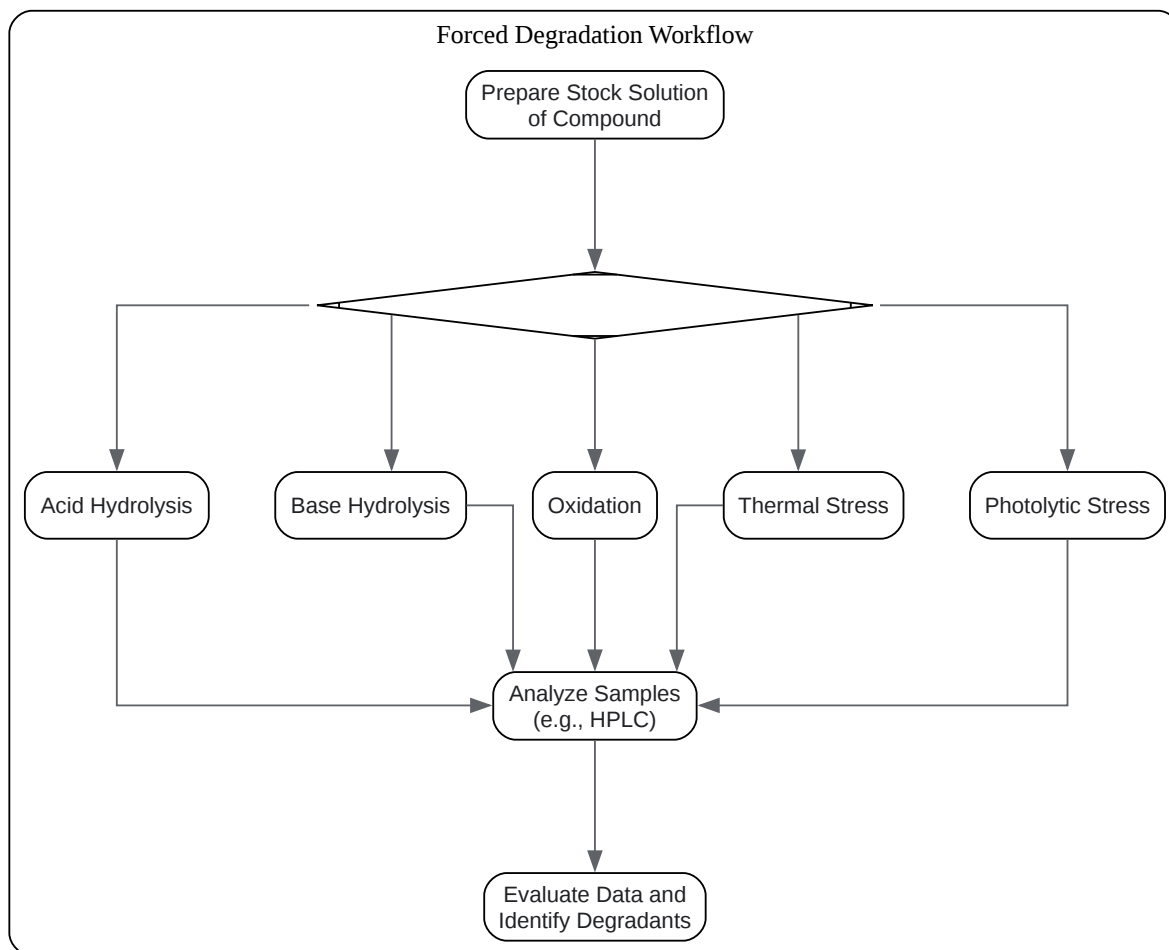 Forced Degradation Workflow
Prepare Stock Solution
of Compound
Acid Hydrolysis
Base Hydrolysis
Oxidation
Thermal Stress
Photolytic Stress
Analyze Samples
(e.g., HPLC)
Evaluate Data and
Identify Degradants